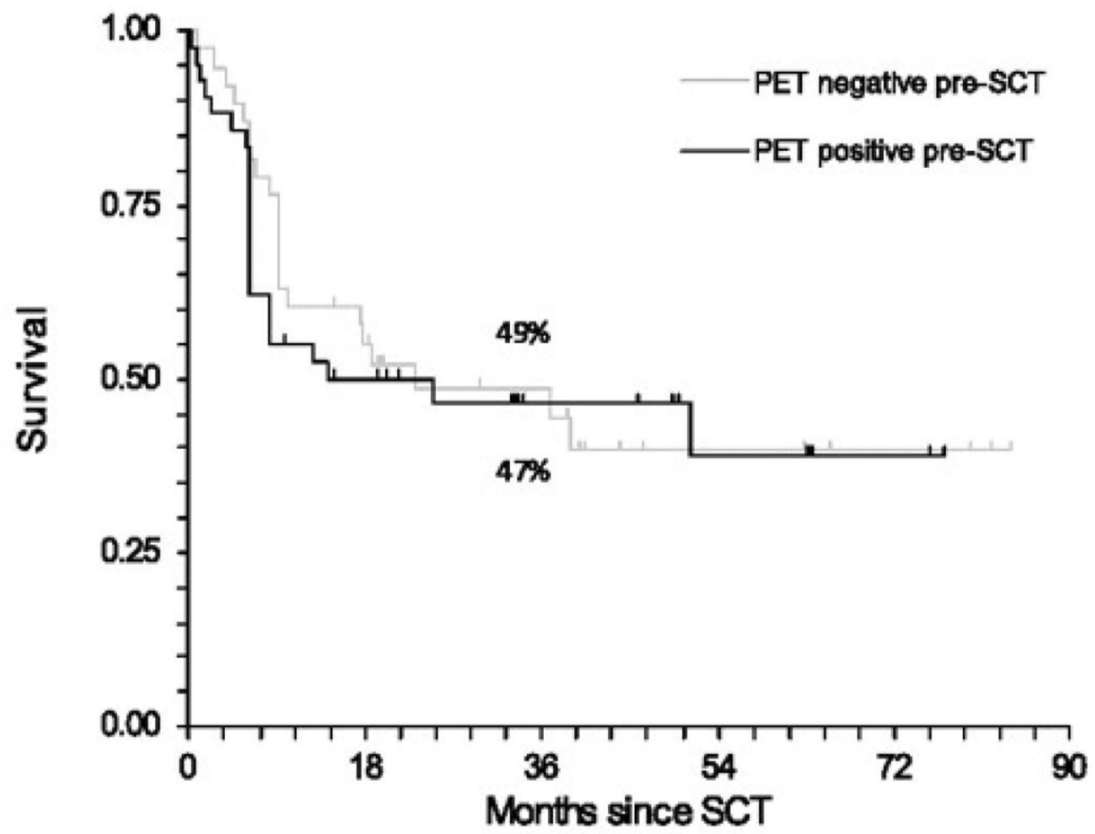 1.00
PET negative pre-SCT
PET positive pre-SCT
0.75
49%
0.50
47%
0.25
0.00
0 18 36 54 72 90
Months since SCT
Survival